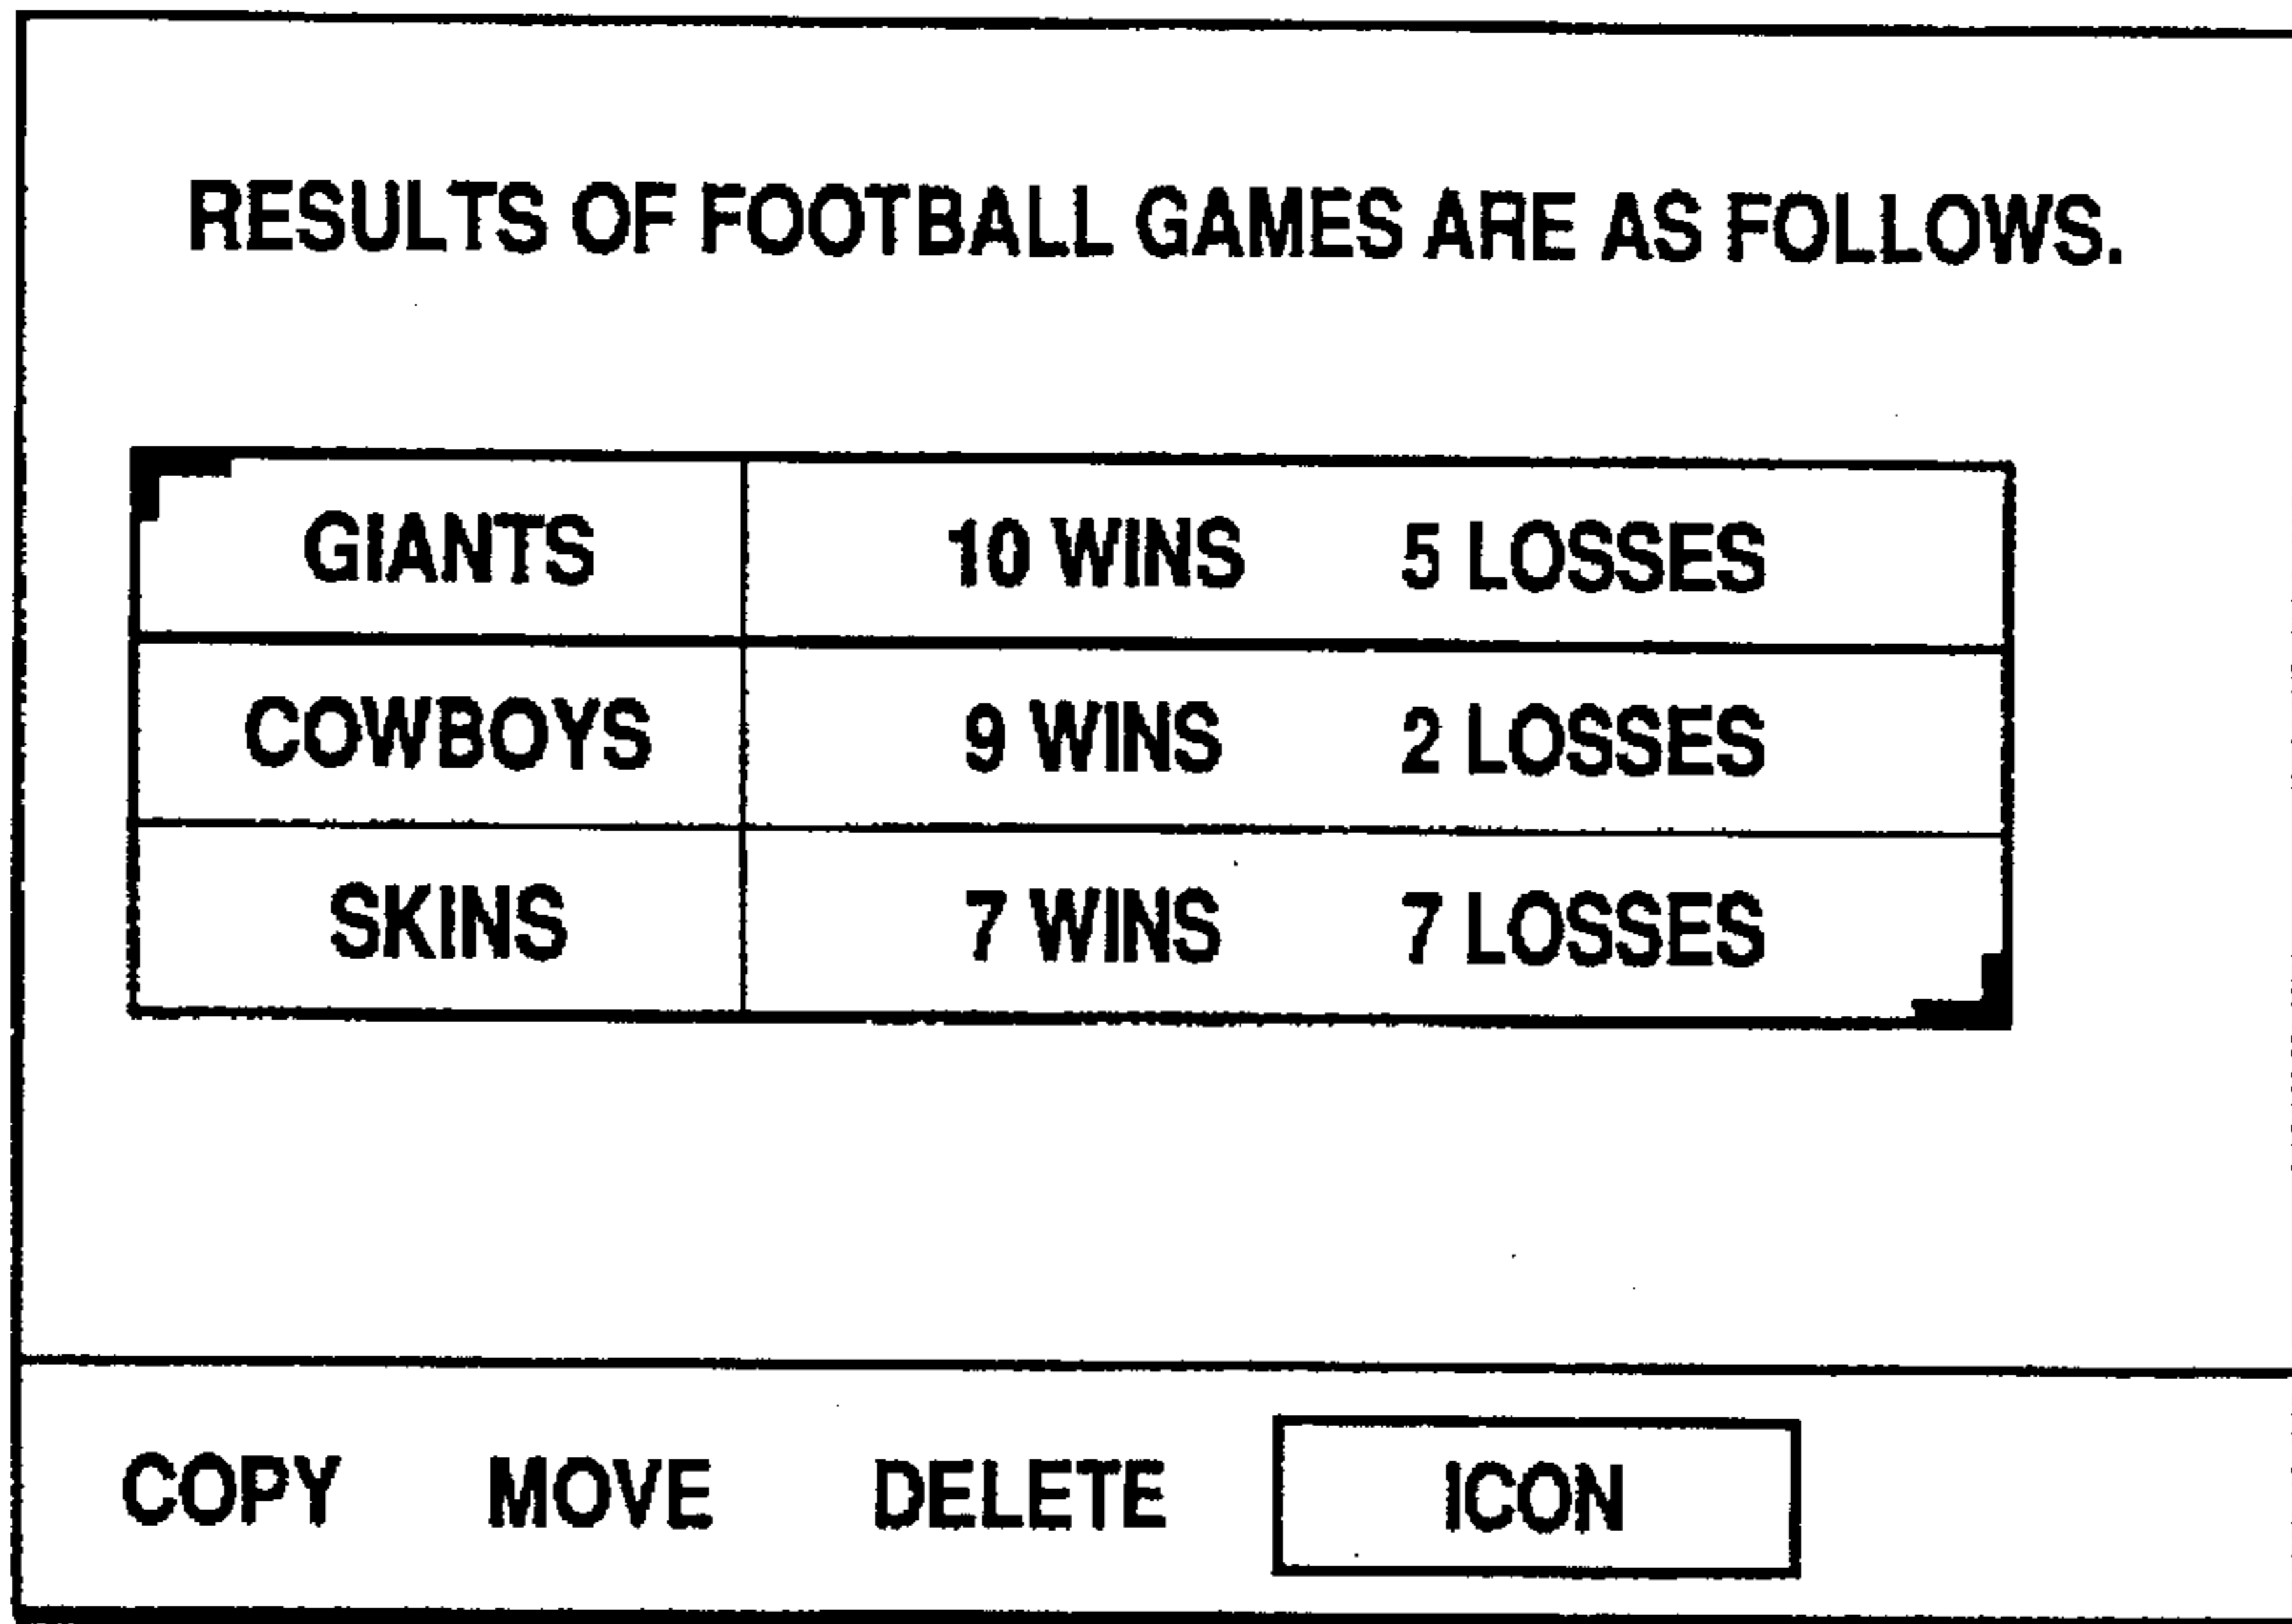 RESULTS OF FOOTBALL GAMES ARE AS FOLLOWS.
GIANTS 10 WINS 5 LOSSES
COWBOYS 9 WINS 2 LOSSES
SKINS 7 WINS 7 LOSSES
COPY MOVE DELETE ICON